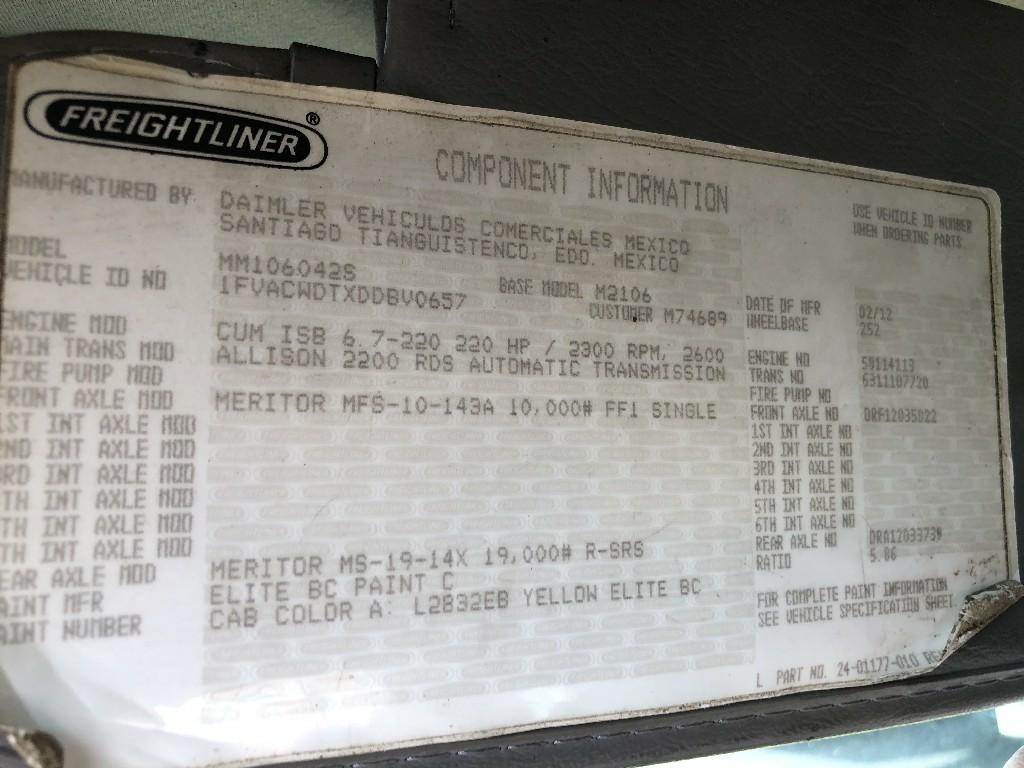 FREIGHTLINER ®
COMPONENT INFORMATION
USE VEHICLE ID NUMBER
WHEN ORDERING PARTS
MANUFACTURED BY DAIMLER VEHICULOS COMERCIALES MEXICO
SANTIAGO TIANGUISTENCO, EDO. MEXICO
MODEL MM106042S BASE MODEL M2106 DATE OF MFR 02/12
VEHICLE ID NO 1FVACWDTXDDBV0657 CUSTOMER M74689 WHEELBASE 252
ENGINE MOD CUM ISB 6.7-220 220 HP / 2300 RPM, 2600 ENGINE NO
MAIN TRANS MOD ALLISON 2200 RDS AUTOMATIC TRANSMISSION TRANS NO 6311107720
FIRE PUMP MOD FIRE PUMP NO
FRONT AXLE MOD MERITOR MFS-10-143A 10,000# FF1 SINGLE FRONT AXLE NO
1ST INT AXLE MOD 1ST INT AXLE NO
2ND INT AXLE MOD 2ND INT AXLE NO
3RD INT AXLE MOD 3RD INT AXLE NO
TH INT AXLE MOD 4TH INT AXLE NO
TH INT AXLE MOD 5TH INT AXLE NO
TH INT AXLE MOD 6TH INT AXLE NO
REAR AXLE MOD MERITOR MS-19-14X 19,000# R-SRS REAR AXLE NO
PAINT MFR ELITE BC PAINT C RATIO
PAINT NUMBER CAB COLOR A: L2832EB YELLOW ELITE BC
FOR COMPLETE PAINT INFORMATION
SEE VEHICLE SPECIFICATION SHEET
L PART NO. 24-01177-010